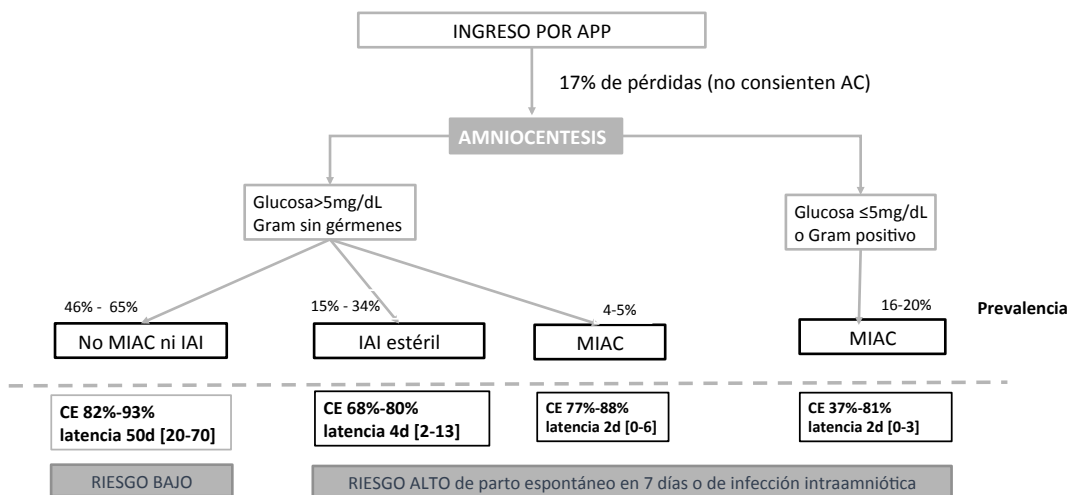 INGRESO POR APP
17% de pérdidas (no consienten AC)
AMNIOCENTESIS
Glucosa>5mg/dL
Gram sin gérmenes
Glucosa ≤5mg/dL
o Gram positivo
46% - 65%
15% - 34%
4-5%
16-20%
Prevalencia
No MIAC ni IAI
IAI estéril
MIAC
MIAC
CE 82%-93%
latencia 50d [20-70]
CE 68%-80%
latencia 4d [2-13]
CE 77%-88%
latencia 2d [0-6]
CE 37%-81%
latencia 2d [0-3]
RIESGO BAJO
RIESGO ALTO de parto espontáneo en 7 días o de infección intraamniótica